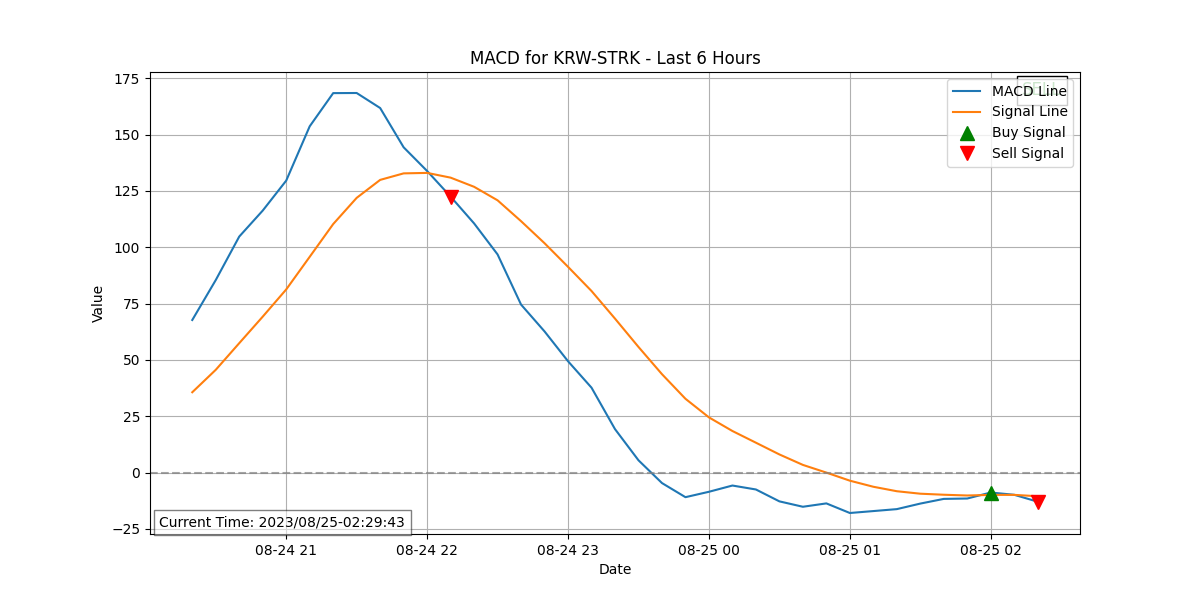 MACD for KRW-STRK - Last 6 Hours
175
150
125
100
75
50
25
0
−25
Value
MACD Line
Signal Line
Buy Signal
Sell Signal
Current Time: 2023/08/25-02:29:43
08-24 21
08-24 22
08-24 23
08-25 00
08-25 01
08-25 02
Date